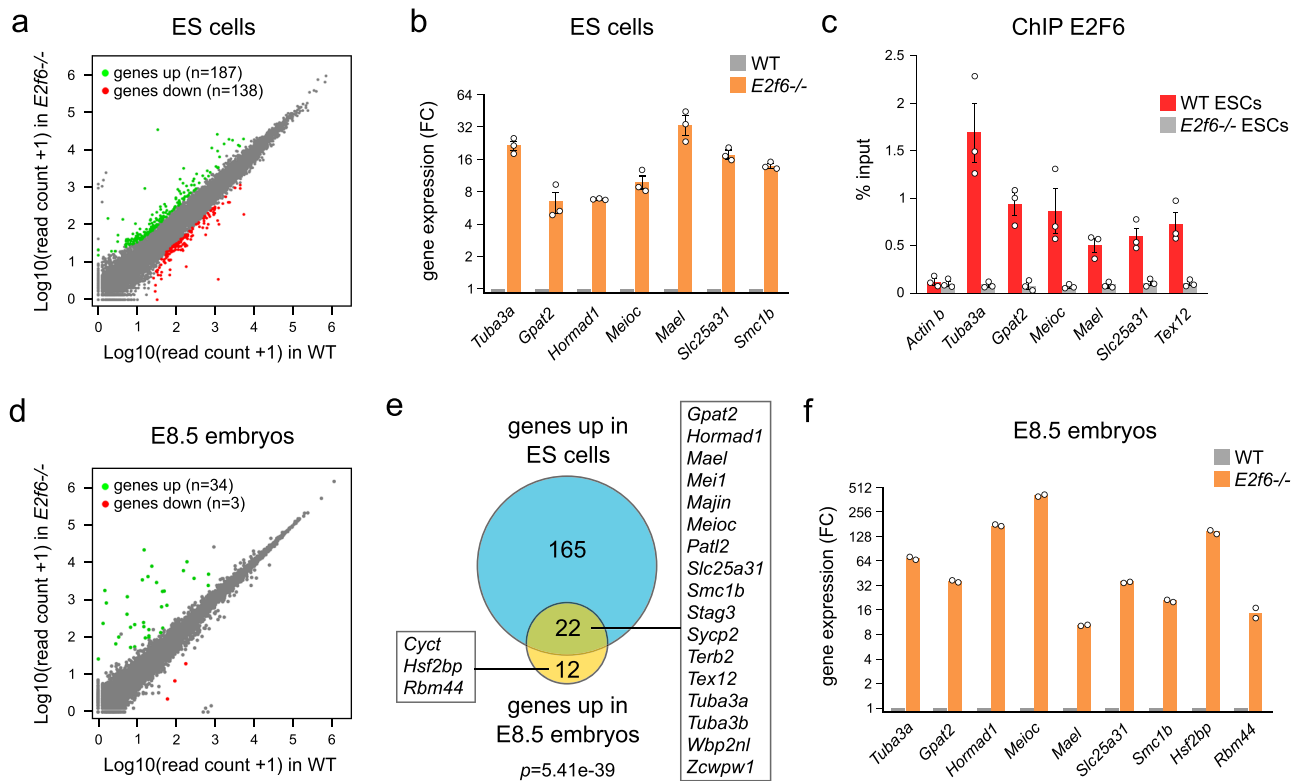 a
ES cells
Log10(read count +1) in E2f6-/-
genes up (n=187)
genes down (n=138)
6
5
4
3
2
1
0
0 1 2 3 4 5 6
Log10(read count +1) in WT
b
ES cells
WT
E2f6-/-
gene expression (FC)
64
32
16
8
4
2
1
Tuba3a
Gpat2
Hormad1
Meioc
Mael
Slc25a31
Smc1b
c
ChIP E2F6
WT ESCs
E2f6-/- ESCs
% input
2.5
2
1.5
1
0.5
0
Actin b
Tuba3a
Gpat2
Meioc
Mael
Slc25a31
Tex12
d
E8.5 embryos
Log10(read count +1) in E2f6-/-
genes up (n=34)
genes down (n=3)
6
5
4
3
2
1
0
0 1 2 3 4 5 6
Log10(read count +1) in WT
e
genes up in
ES cells
165
22
12
Cyct
Hsf2bp
Rbm44
genes up in
E8.5 embryos
p=5.41e-39
Gpat2
Hormad1
Mael
Mei1
Majin
Meioc
Patl2
Slc25a31
Smc1b
Stag3
Sycp2
Terb2
Tex12
Tuba3a
Tuba3b
Wbp2nl
Zcwpw1
f
E8.5 embryos
WT
E2f6-/-
gene expression (FC)
512
256
128
64
32
16
8
4
2
1
Tuba3a
Gpat2
Hormad1
Meioc
Mael
Slc25a31
Smc1b
Hsf2bp
Rbm44